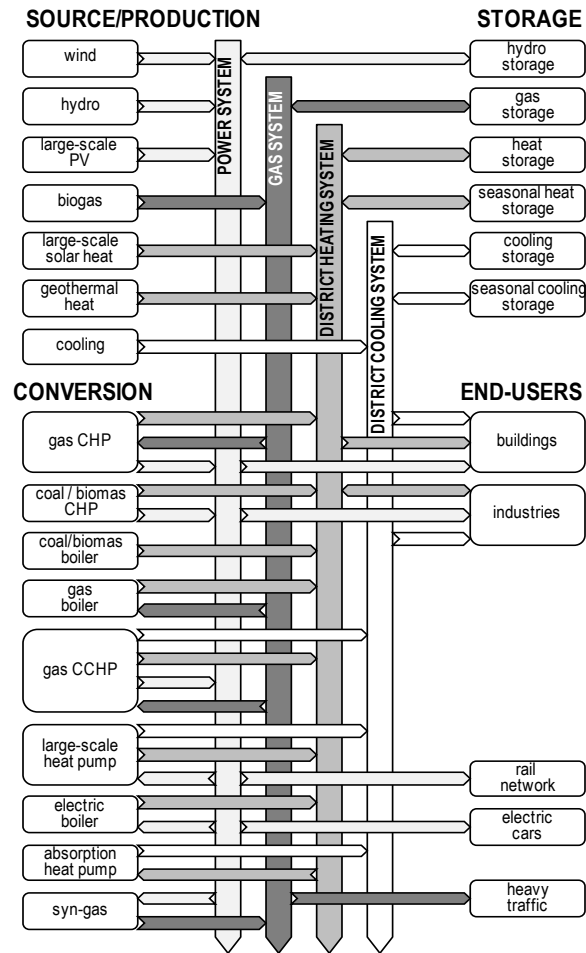 SOURCE/PRODUCTION
STORAGE
wind
hydro
large-scale
PV
biogas
large-scale
solar heat
geothermal
heat
cooling
POWER SYSTEM
GAS SYSTEM
DISTRICT HEATING SYSTEM
DISTRICT COOLING SYSTEM
hydro
storage
gas
storage
heat
storage
seasonal heat
storage
cooling
storage
seasonal cooling
storage
CONVERSION
END-USERS
gas CHP
coal / biomas
CHP
coal/biomas
boiler
gas
boiler
gas CCHP
large-scale
heat pump
electric
boiler
absorption
heat pump
syn-gas
buildings
industries
rail
network
electric
cars
heavy
traffic